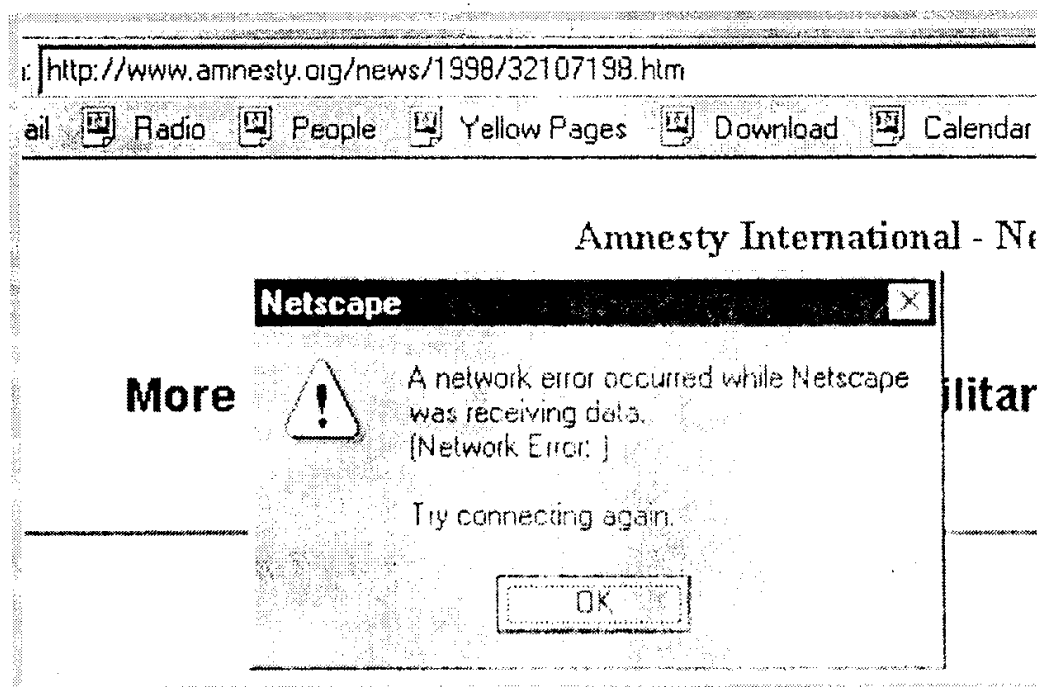 http://www.amnesty.org/news/1998/32107198.htm
ail Radio People Yellow Pages Download Calendar
Amnesty International - Ne
Netscape
More
A network error occurred while Netscape
was receiving data.
(Network Error: )
Try connecting again.
ilitar
OK